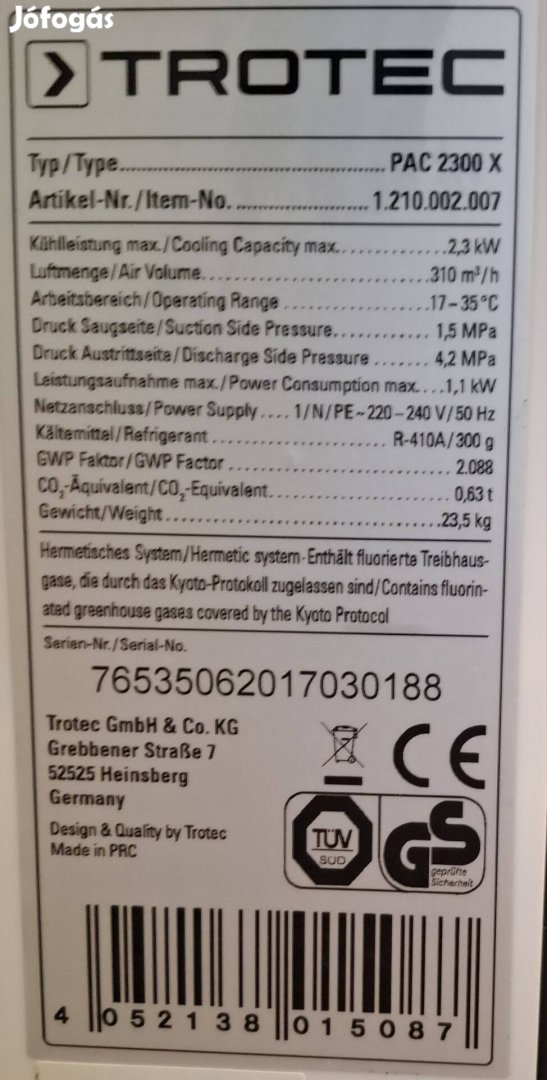 Jófogás
TROTEC
Typ/Type.................................................. PAC 2300 X
Artikel-Nr./Item-No. ......................1.210.002.007
Kühlleistung max./Cooling Capacity max................2,3 kW
Luftmenge/Air Volume...................................310 m³/h
Arbeitsbereich/Operating Range ......................17–35°C
Druck Saugseite/Suction Side Pressure............. 1,5 MPa
Druck Austrittseite/Discharge Side Pressure ....... 4,2 MPa
Leistungsaufnahme max./Power Consumption max....1,1 kW
Netzanschluss/Power Supply.... 1/N/PE~220–240 V/50 Hz
Kältemittel/Refrigerant ........................ R-410A/300 g
GWP Faktor/GWP Factor ................................ 2.088
CO₂-Äquivalent/CO₂-Equivalent......................... 0,63 t
Gewicht/Weight.......................................23,5 kg
Hermetisches System/Hermetic system·Enthält fluorierte Treibhaus-
gase, die durch das Kyoto-Protokoll zugelassen sind/Contains fluorin-
ated greenhouse gases covered by the Kyoto Protocol
Serien-Nr./Serial-No.
76535062017030188
Trotec GmbH & Co. KG
Grebbener Straße 7
52525 Heinsberg
Germany
Design & Quality by Trotec
Made in PRC
CE
TÜV
SÜD
GS
geprüfte
Sicherheit
4 052138 015087